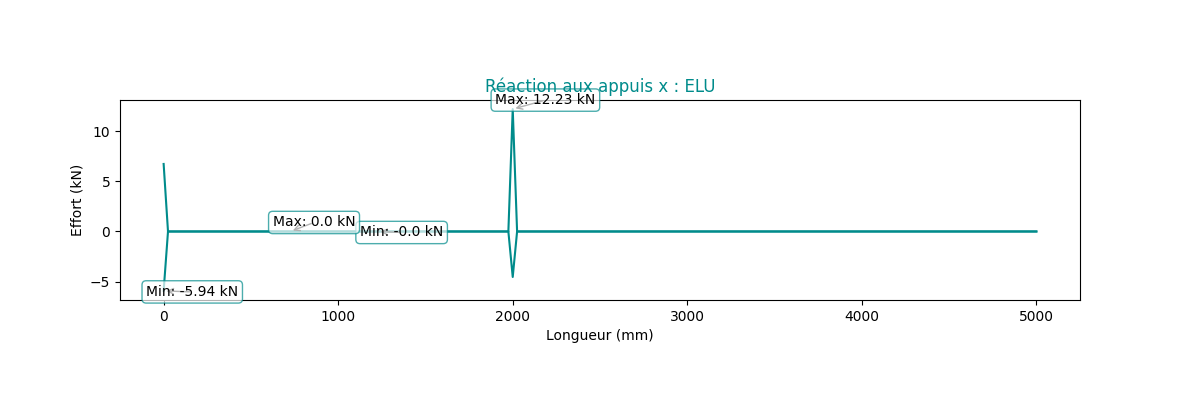 Réaction aux appuis x : ELU
Max: 12.23 kN
10
5
0
−5
Effort (kN)
Max: 0.0 kN
Min: -0.0 kN
Min: -5.94 kN
0
1000
2000
3000
4000
5000
Longueur (mm)